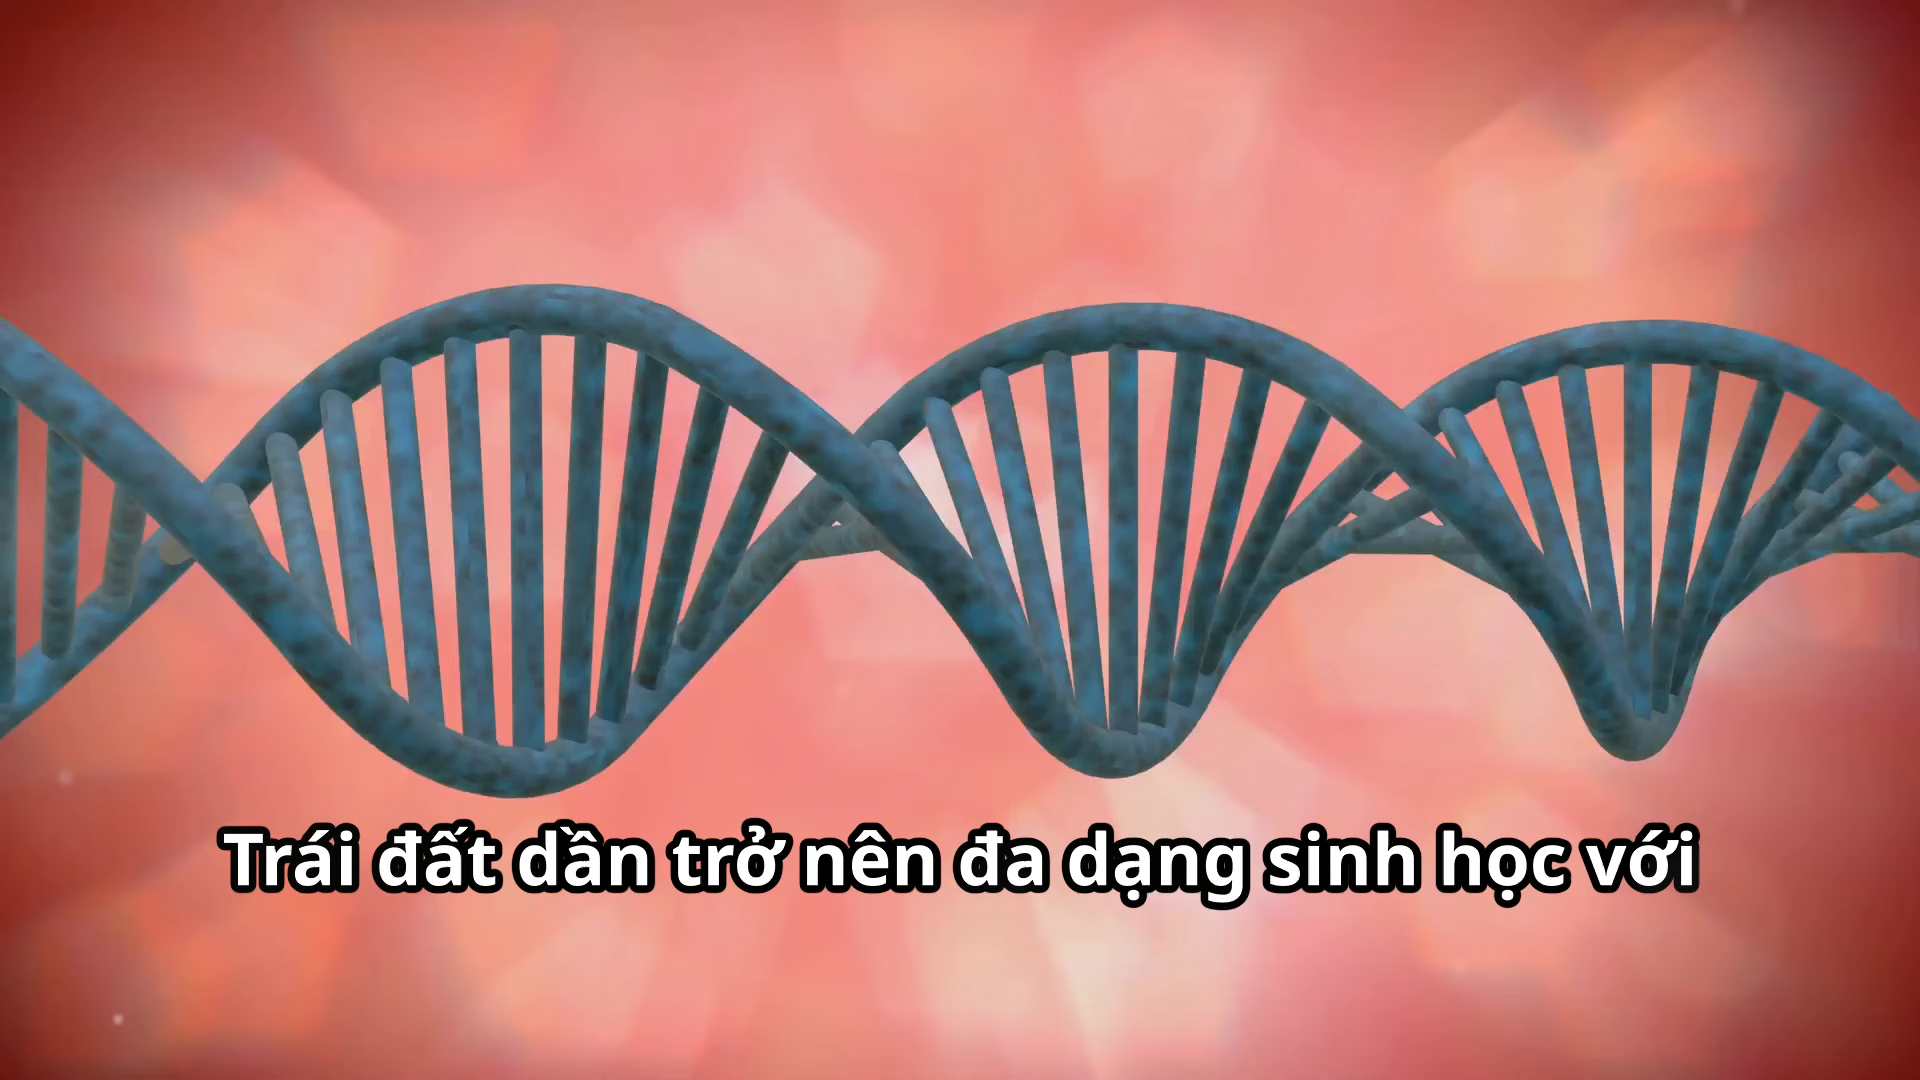 Trái đất dần trở nên đa dạng sinh học với